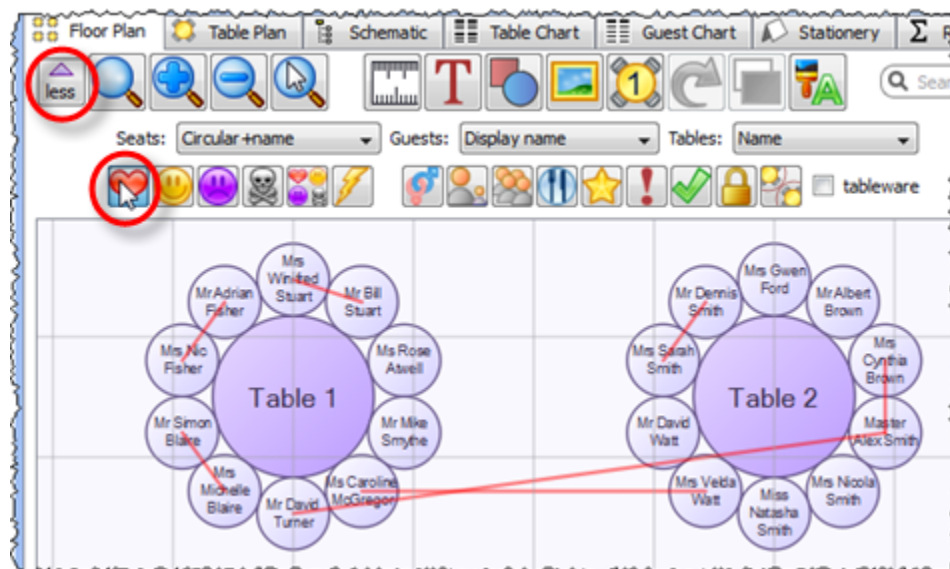 Floor Plan Table Plan Schematic Table Chart Guest Chart Stationery Σ
less T 1 A
Seats: Circular+name Guests: Display name Tables: Name
tableware
Mrs
Winifred
Stuart
Mr Adrian
Fisher
Mr Bill
Stuart
Mrs Nic
Fisher
Ms Rose
Atwell
Table 1
Mr Simon
Blaire
Mr Mike
Smythe
Mrs
Michelle
Blaire
Mr David
Turner
Ms Caroline
McGregor
Mrs Gwen
Ford
Mr Dennis
Smith
Mr Albert
Brown
Mrs Sarah
Smith
Mrs
Cynthia
Brown
Table 2
Mr David
Watt
Master
Alex Smith
Mrs Velda
Watt
Miss
Natasha
Smith
Mrs Nicola
Smith